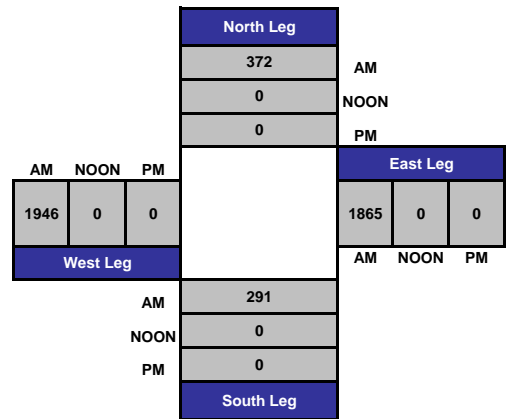 North Leg
372 AM
0 NOON
0 PM
AM NOON PM
East Leg
1946 0 0
1865 0 0
West Leg
AM NOON PM
AM 291
NOON 0
PM 0
South Leg